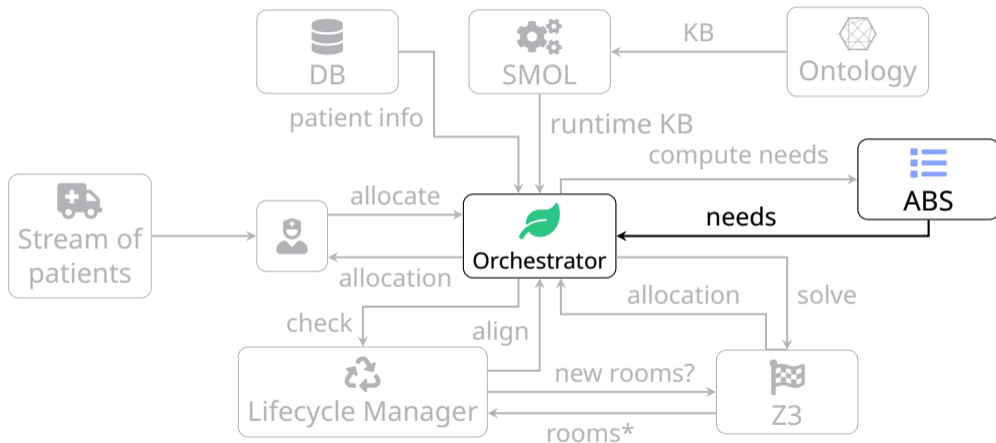 DB
SMOL
KB
Ontology
patient info
runtime KB
compute needs
ABS
Stream of
patients
allocate
needs
Orchestrator
allocation
allocation
solve
check
align
Lifecycle Manager
new rooms?
Z3
rooms*